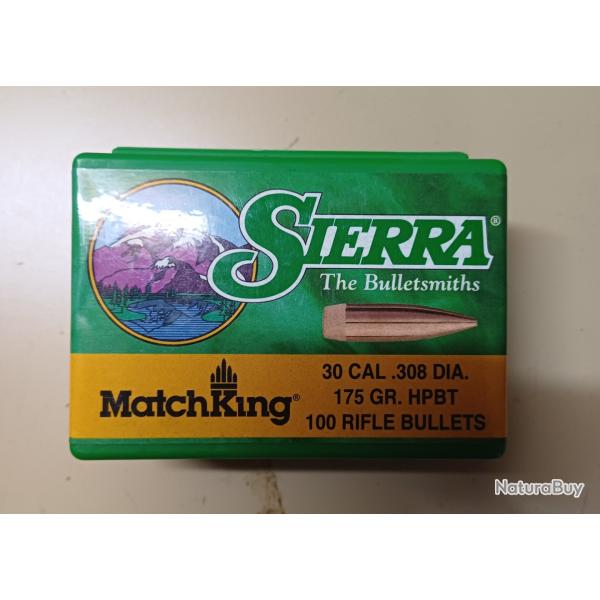 SIERRA®
The Bulletsmiths
MatchKing®
30 CAL .308 DIA.
175 GR. HPBT
100 RIFLE BULLETS
NaturaBuy